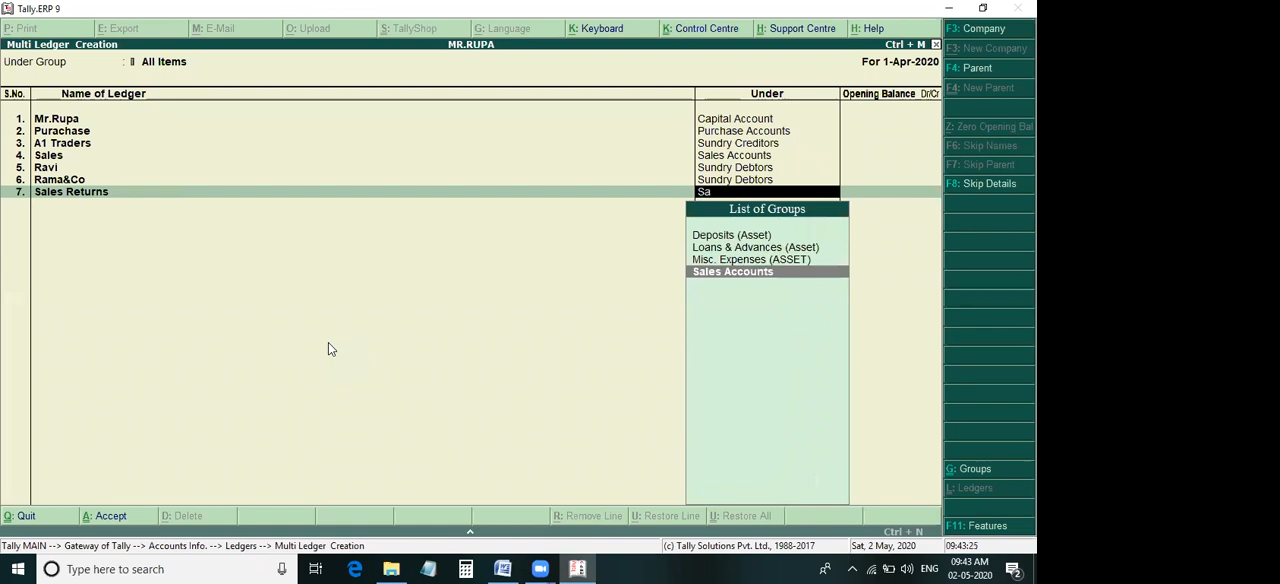 Tally.ERP 9
P: Print E: Export M: E-Mail O: Upload S: TallyShop G: Language K: Keyboard K: Control Centre H: Support Centre H: Help
Multi Ledger Creation MR.RUPA Ctrl + M
Under Group : All Items For 1-Apr-2020
S.No. Name of Ledger Under Opening Balance Dr/Cr
1. Mr.Rupa Capital Account
2. Purachase Purchase Accounts
3. A1 Traders Sundry Creditors
4. Sales Sales Accounts
5. Ravi Sundry Debtors
6. Rama&Co Sundry Debtors
7. Sales Returns Sa
List of Groups
Deposits (Asset)
Loans & Advances (Asset)
Misc. Expenses (ASSET)
Sales Accounts
F3: Company
F3: New Company
F4: Parent
F4: New Parent
Z: Zero Opening Bal
F6: Skip Names
F7: Skip Parent
F8: Skip Details
G: Groups
L: Ledgers
F11: Features
Q: Quit A: Accept D: Delete R: Remove Line U: Restore Line U: Restore All
Ctrl + N
Tally MAIN --> Gateway of Tally --> Accounts Info. --> Ledgers --> Multi Ledger Creation (c) Tally Solutions Pvt. Ltd., 1988-2017 Sat, 2 May, 2020 09:43:25
Type here to search ENG 09:43 AM
02-05-2020
2